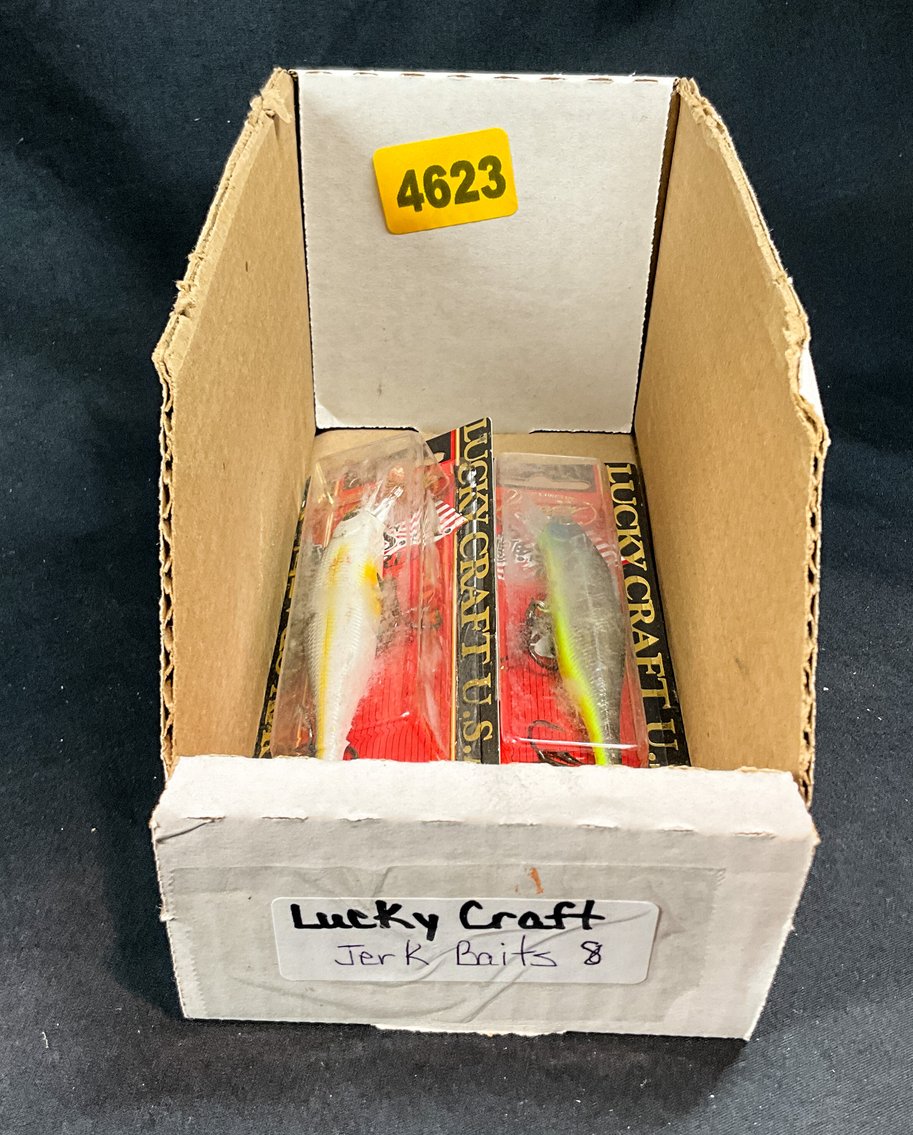 4623
LUCKY CRAFT U.S.
LUCKY CRAFT U.
Lucky Craft
Jerk Baits 8